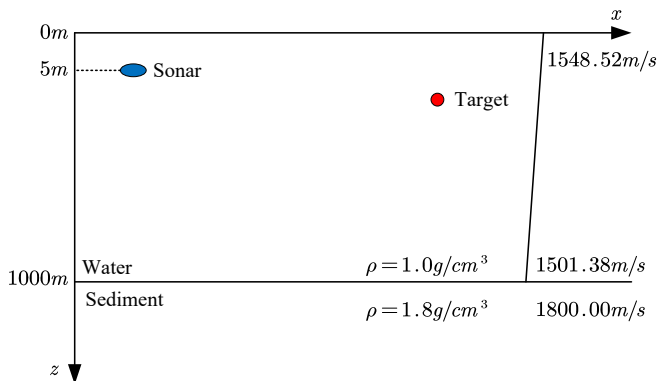 x
0m
1548.52m/s
5m
Sonar
Target
Water
ρ=1.0g/cm³
1501.38m/s
1000m
Sediment
ρ=1.8g/cm³
1800.00m/s
z